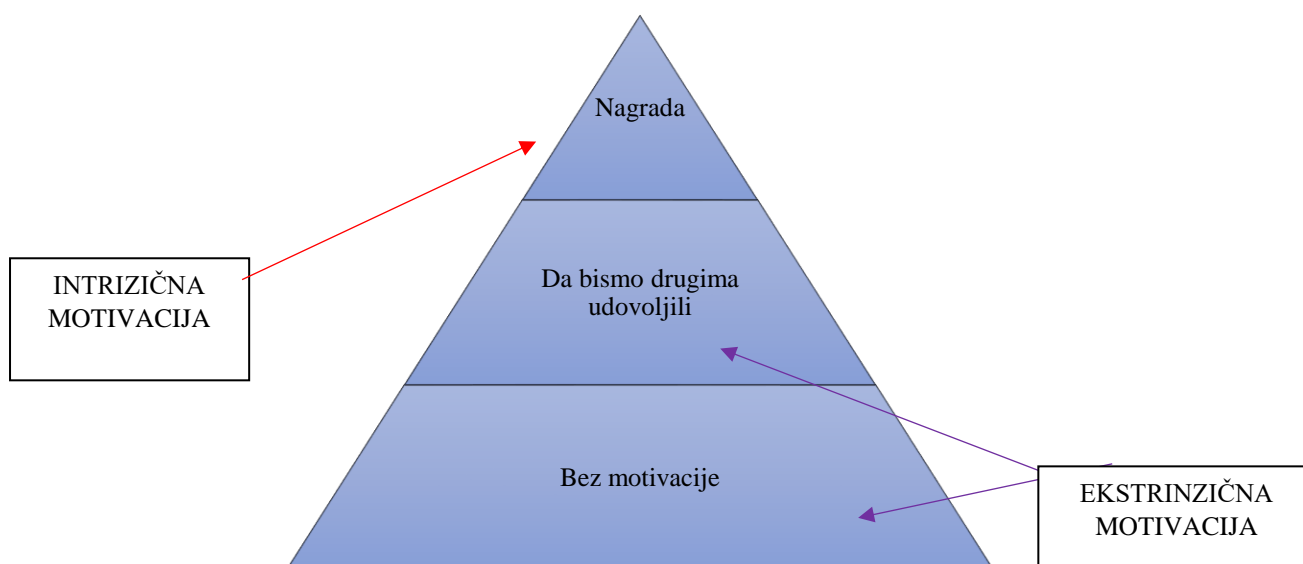 Nagrada
INTRIZIČNA
MOTIVACIJA
Da bismo drugima
udovoljili
Bez motivacije
EKSTRINZIČNA
MOTIVACIJA